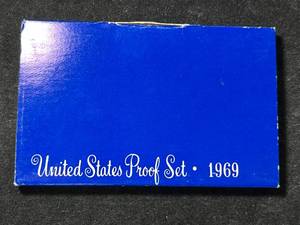 United States Proof Set • 1969